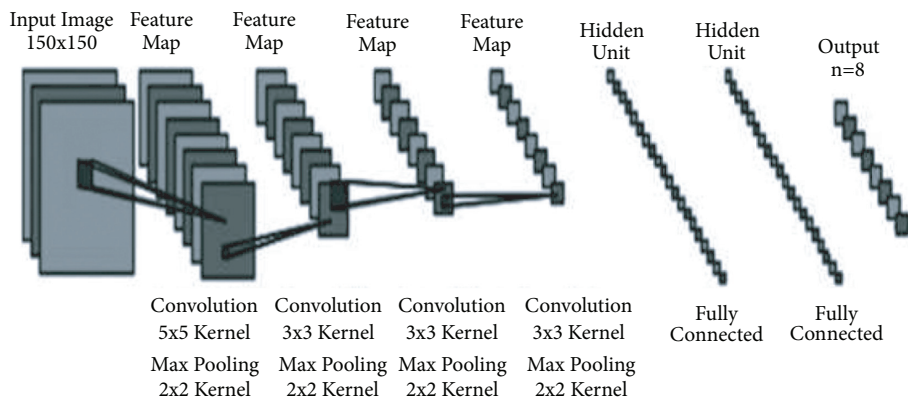 Input Image
150x150
Feature
Map
Feature
Map
Feature
Map
Feature
Map
Hidden
Unit
Hidden
Unit
Output
n=8
Convolution
5x5 Kernel
Max Pooling
2x2 Kernel
Convolution
3x3 Kernel
Max Pooling
2x2 Kernel
Convolution
3x3 Kernel
Max Pooling
2x2 Kernel
Convolution
3x3 Kernel
Max Pooling
2x2 Kernel
Fully
Connected
Fully
Connected